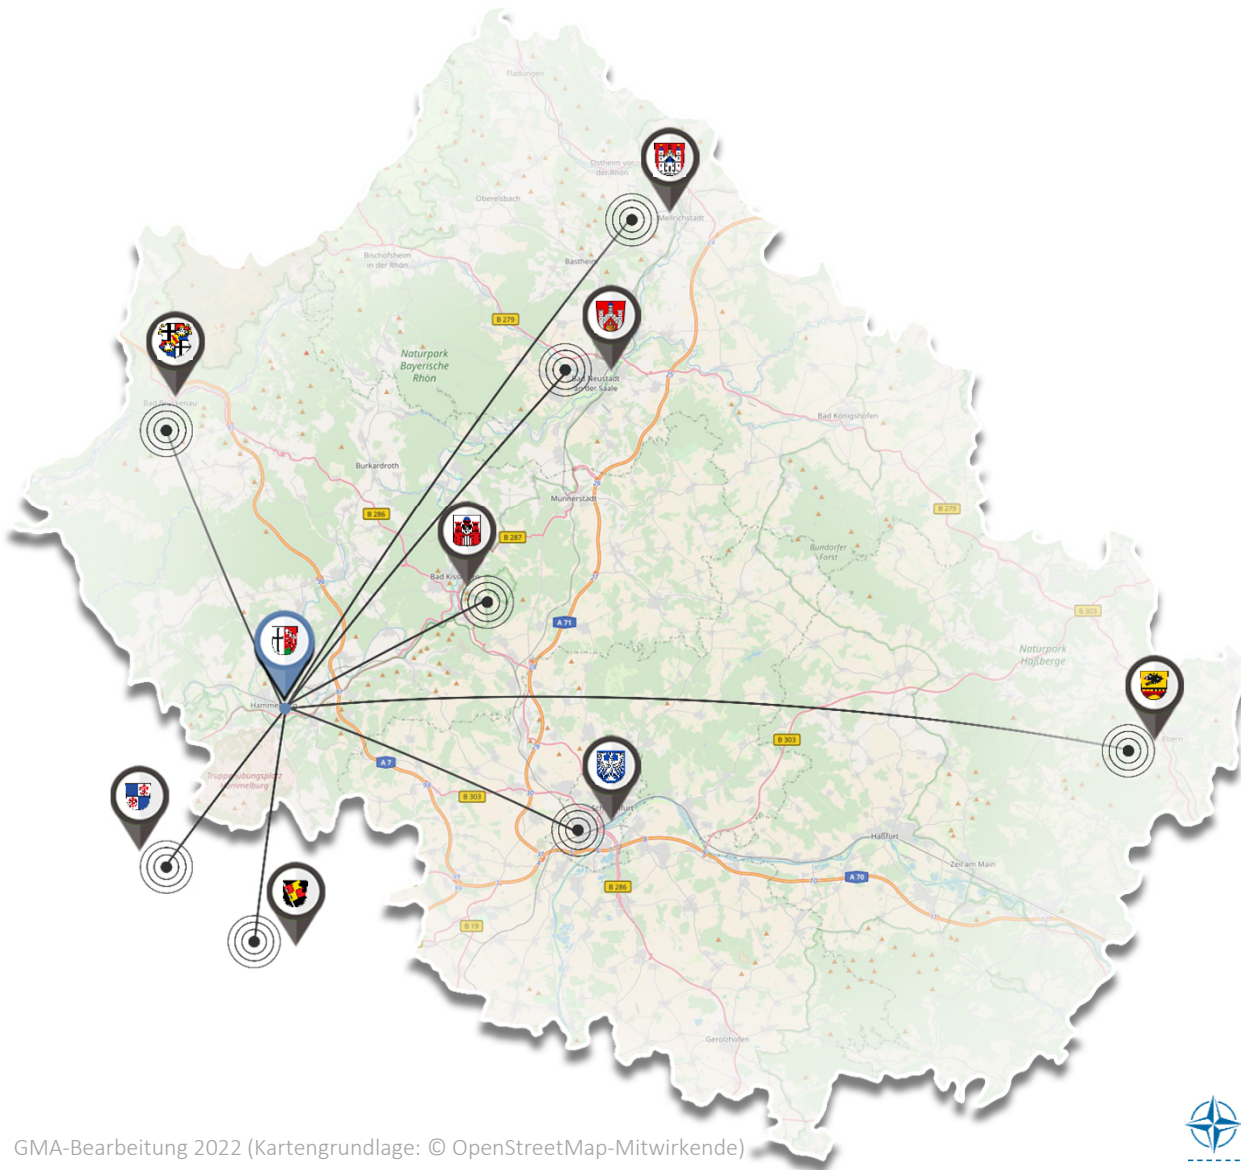 Fladungen
Ostheim vor
der Rhön
Oberelsbach
Mellrichstadt
Bischofsheim
in der Rhön
Bastheim
B 279
Naturpark
Bayerische
Rhön
Bad Neustadt
an der Saale
Bad Königshofen
Burkardroth
Münnerstadt
B 286
B 279
B 287
Bundorfer
Forst
B 303
A 71
Naturpark
Haßberge
Ebern
B 303
Truppenübungsplatz
Hammelburg
A 7
B 303
Haßfurt
Zeil am Main
A 70
B 286
B 19
Gerolzhofen
GMA-Bearbeitung 2022 (Kartengrundlage: © OpenStreetMap-Mitwirkende)